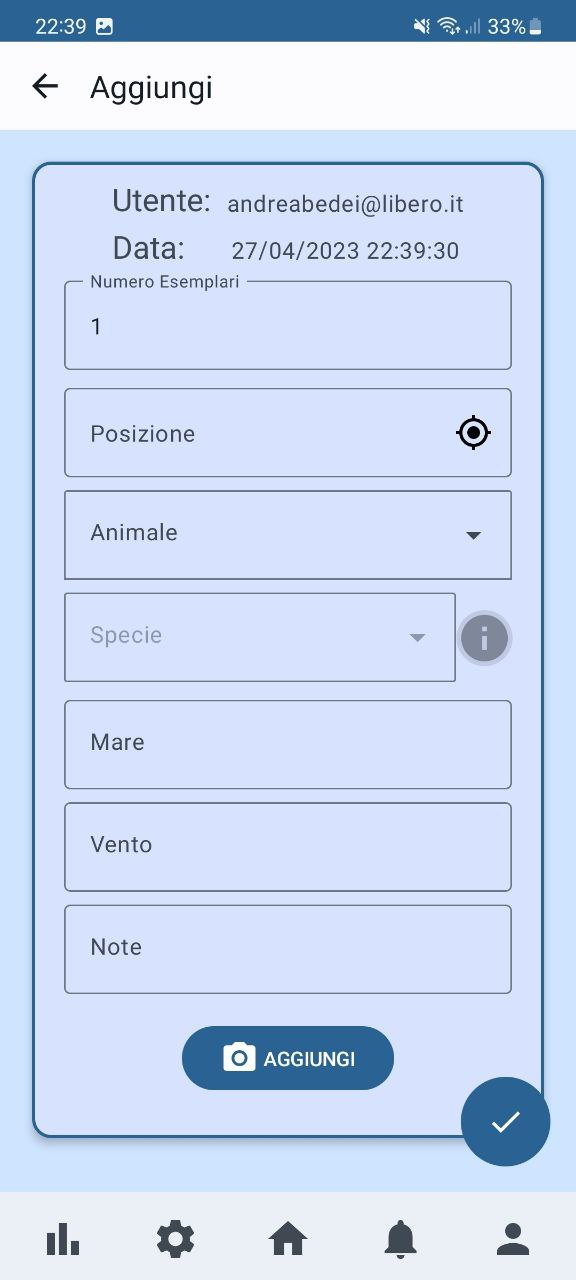 22:39 33%
Aggiungi
Utente: andreabedei@libero.it
Data: 27/04/2023 22:39:30
Numero Esemplari
1
Posizione
Animale
Specie
Mare
Vento
Note
AGGIUNGI